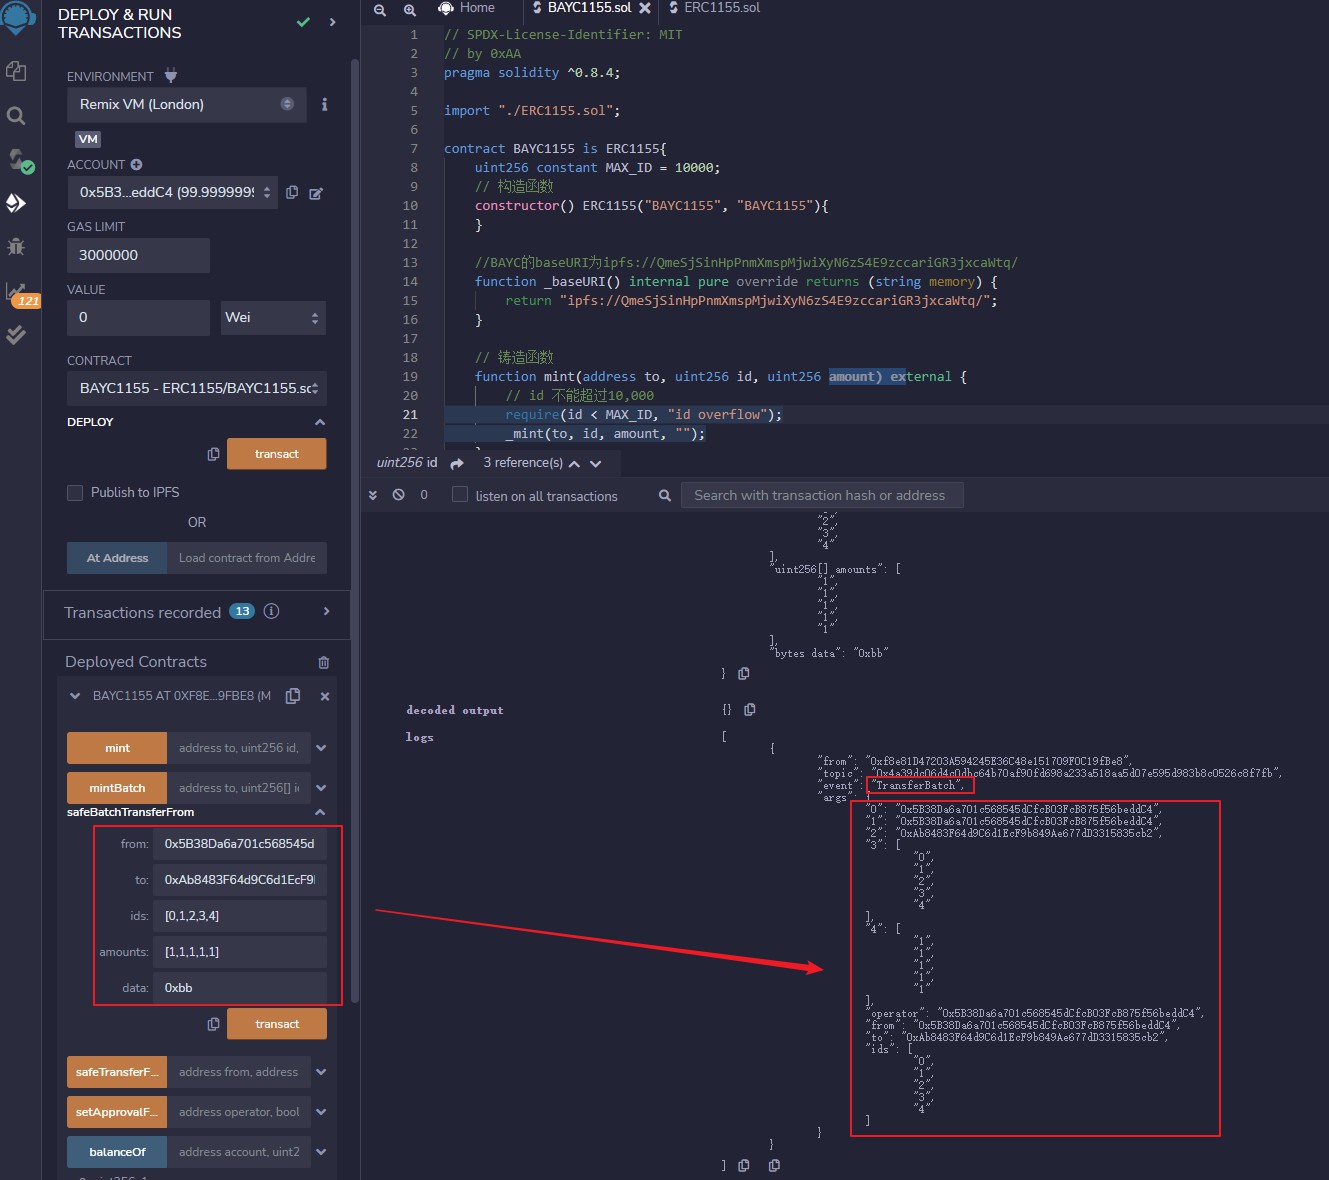 DEPLOY & RUN
TRANSACTIONS
ENVIRONMENT
Remix VM (London)
VM
ACCOUNT
0x5B3...eddC4 (99.9999999
GAS LIMIT
3000000
VALUE
0
Wei
CONTRACT
BAYC1155 - ERC1155/BAYC1155.sc
DEPLOY
transact
Publish to IPFS
OR
At Address
Load contract from Addre
Transactions recorded 13
Deployed Contracts
BAYC1155 AT 0XF8E...9FBE8 (M
mint
address to, uint256 id,
mintBatch
address to, uint256[] i
safeBatchTransferFrom
from: 0x5B38Da6a701c568545d
to: 0xAb8483F64d9C6d1EcF9
ids: [0,1,2,3,4]
amounts: [1,1,1,1,1]
data: 0xbb
transact
safeTransferF...
address from, address
setApprovalF...
address operator, bool
balanceOf
address account, uint2
121
Home
BAYC1155.sol
ERC1155.sol
1 // SPDX-License-Identifier: MIT
2 // by 0xAA
3 pragma solidity ^0.8.4;
4
5 import "./ERC1155.sol";
6
7 contract BAYC1155 is ERC1155{
8 uint256 constant MAX_ID = 10000;
9 // 构造函数
10 constructor() ERC1155("BAYC1155", "BAYC1155"){
11 }
12
13 //BAYC的baseURI为ipfs://QmeSjSinHpPnmXmspMjwiXyN6zS4E9zccariGR3jxcaWtq/
14 function _baseURI() internal pure override returns (string memory) {
15 return "ipfs://QmeSjSinHpPnmXmspMjwiXyN6zS4E9zccariGR3jxcaWtq/";
16 }
17
18 // 铸造函数
19 function mint(address to, uint256 id, uint256 amount) external {
20 // id 不能超过10,000
21 require(id < MAX_ID, "id overflow");
22 _mint(to, id, amount, "");
uint256 id
3 reference(s)
0
listen on all transactions
Search with transaction hash or address
"2",
"3",
"4"
],
"uint256[] amounts": [
"1",
"1",
"1",
"1",
"1"
],
"bytes data": "0xbb"
}
decoded output
{}
logs
[
{
"from": "0xf8e81D47203A594245E36C48e151709F0C19fBe8",
"topic": "0x4a39dc06d4c0dbc64b70af90fd698a233a518aa5d07e595d983b8c0526c8f7fb",
"event": "TransferBatch",
"args": {
"0": "0x5B38Da6a701c568545dCfcB03FcB875f56beddC4",
"1": "0x5B38Da6a701c568545dCfcB03FcB875f56beddC4",
"2": "0xAb8483F64d9C6d1EcF9b849Ae677dD3315835cb2",
"3": [
"0",
"1",
"2",
"3",
"4"
],
"4": [
"1",
"1",
"1",
"1",
"1"
],
"operator": "0x5B38Da6a701c568545dCfcB03FcB875f56beddC4",
"from": "0x5B38Da6a701c568545dCfcB03FcB875f56beddC4",
"to": "0xAb8483F64d9C6d1EcF9b849Ae677dD3315835cb2",
"ids": [
"0",
"1",
"2",
"3",
"4"
]
}
}
]